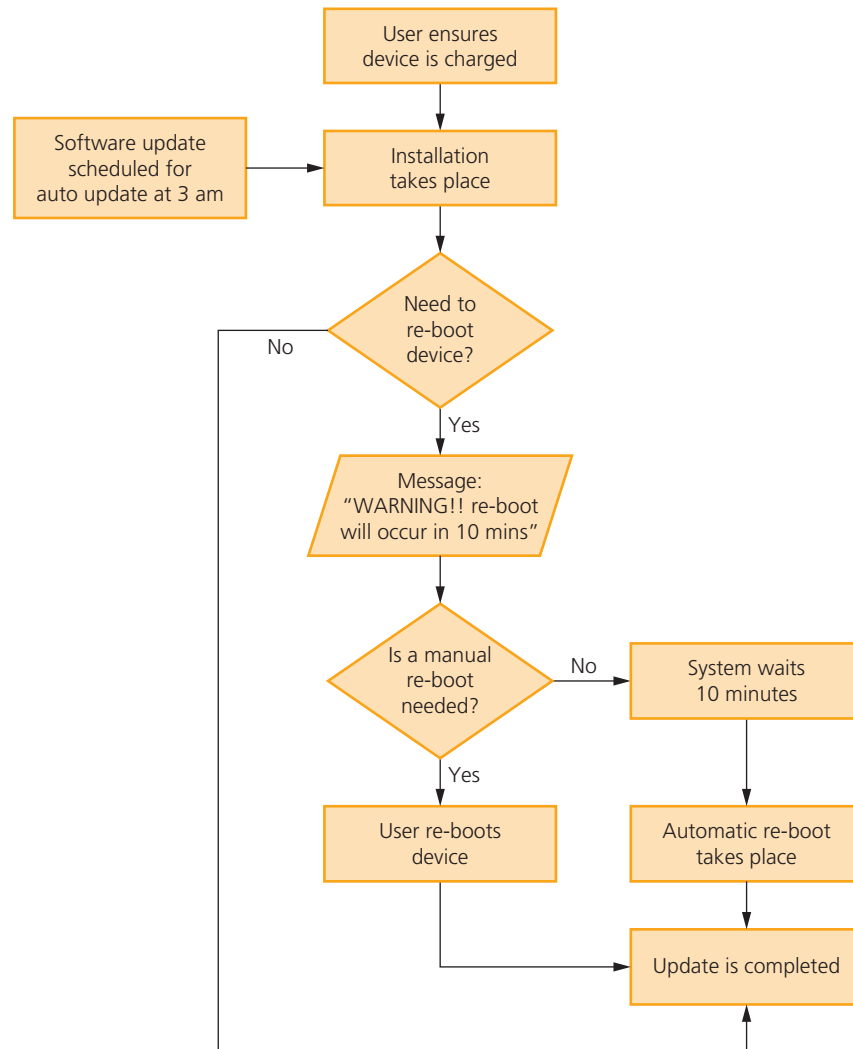 User ensures
device is charged
Software update
scheduled for
auto update at 3 am
Installation
takes place
Need to
re-boot
device?
No
Yes
Message:
“WARNING!! re-boot
will occur in 10 mins”
Is a manual
re-boot
needed?
No
System waits
10 minutes
Yes
User re-boots
device
Automatic re-boot
takes place
Update is completed